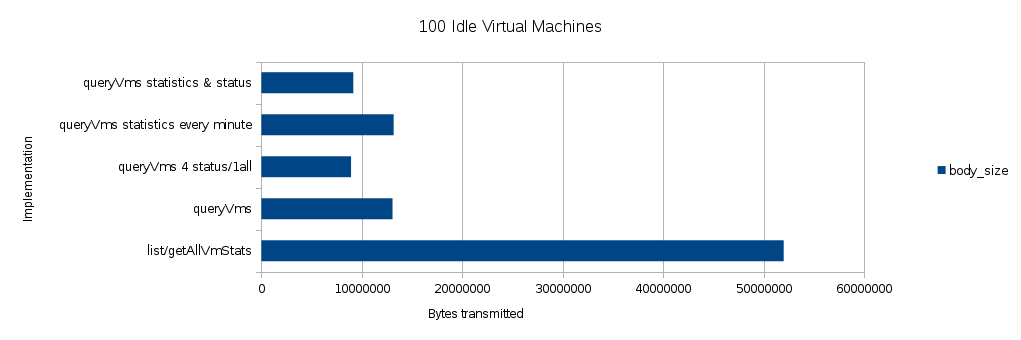 100 Idle Virtual Machines
queryVms statistics & status
queryVms statistics every minute
queryVms 4 status/1all
queryVms
list/getAllVmStats
Implementation
0 10000000 20000000 30000000 40000000 50000000 60000000
Bytes transmitted
body_size